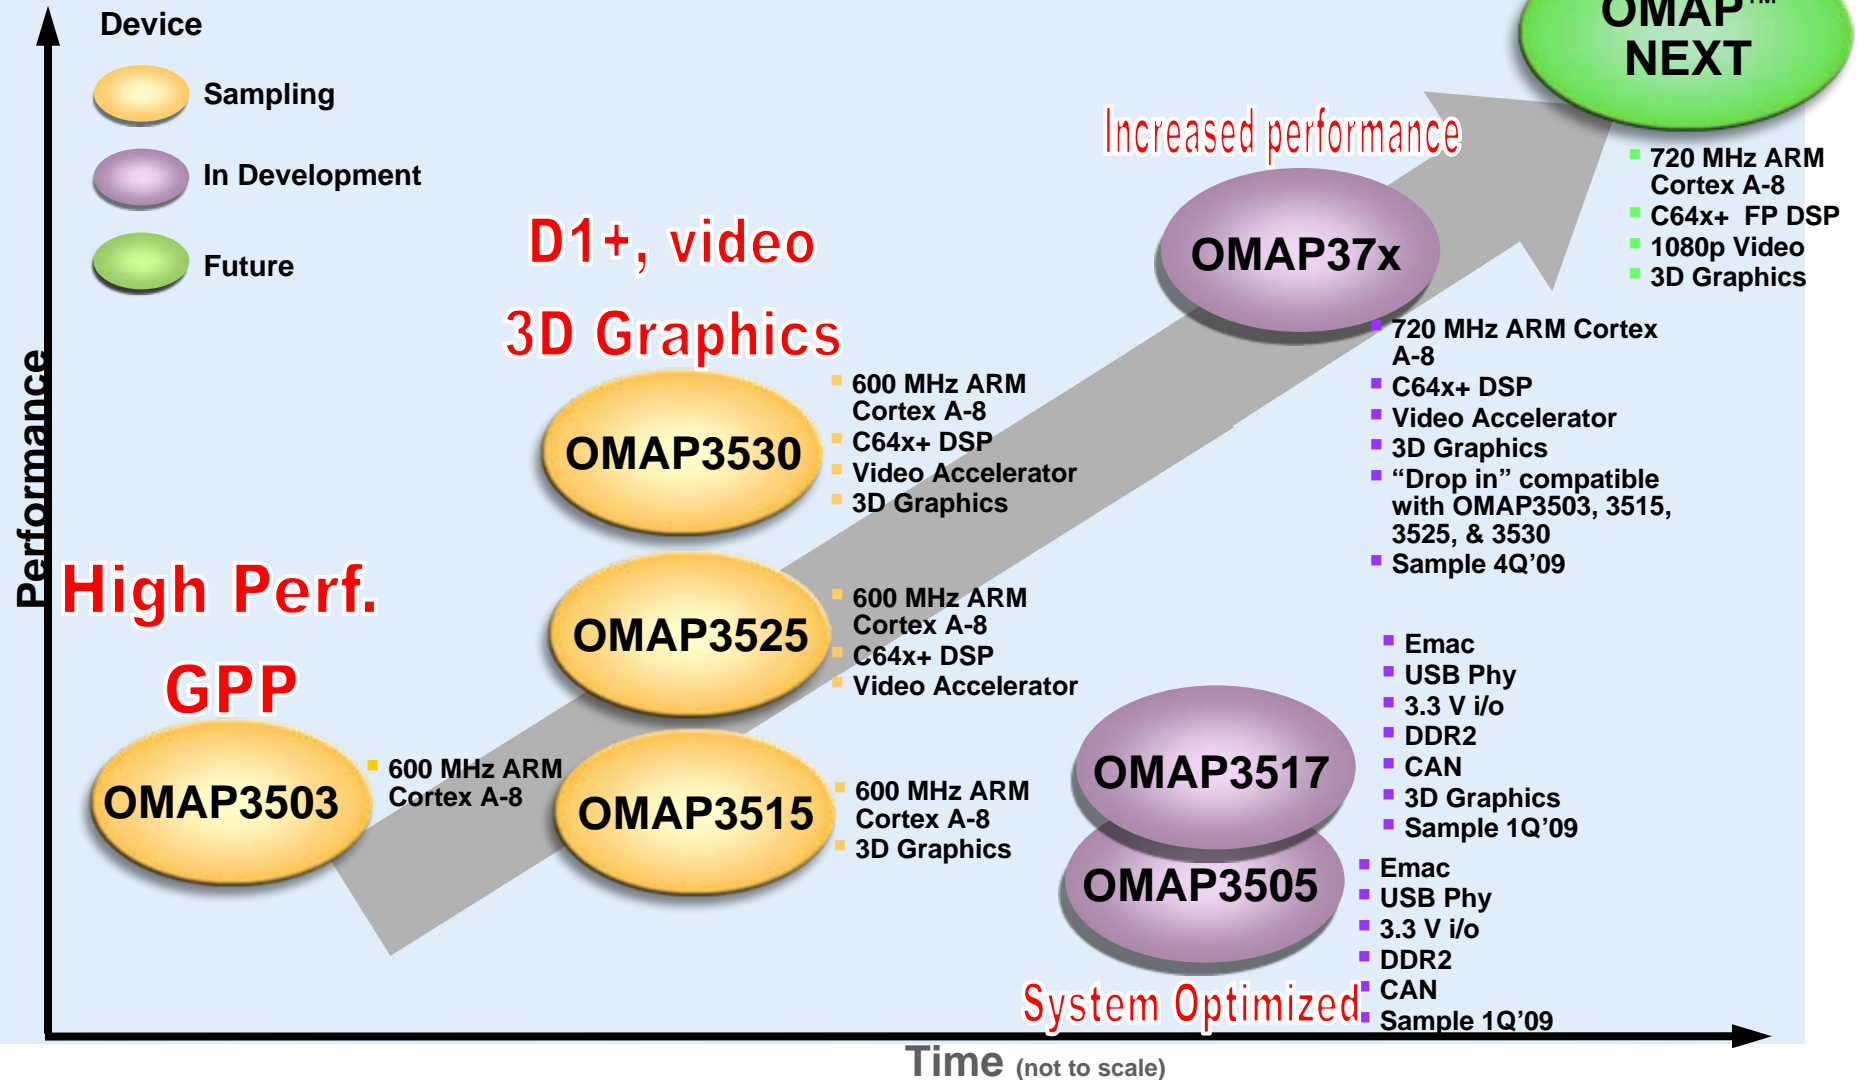 Device
Sampling
In Development
Future
Performance
High Perf.
GPP
OMAP3503
600 MHz ARM
Cortex A-8
D1+, video
3D Graphics
OMAP3530
600 MHz ARM
Cortex A-8
C64x+ DSP
Video Accelerator
3D Graphics
OMAP3525
600 MHz ARM
Cortex A-8
C64x+ DSP
Video Accelerator
OMAP3515
600 MHz ARM
Cortex A-8
3D Graphics
Increased performance
OMAP37x
720 MHz ARM Cortex
A-8
C64x+ DSP
Video Accelerator
3D Graphics
“Drop in” compatible
with OMAP3503, 3515,
3525, & 3530
Sample 4Q’09
OMAP™
NEXT
720 MHz ARM
Cortex A-8
C64x+ FP DSP
1080p Video
3D Graphics
OMAP3517
Emac
USB Phy
3.3 V i/o
DDR2
CAN
3D Graphics
Sample 1Q’09
OMAP3505
Emac
USB Phy
3.3 V i/o
DDR2
CAN
Sample 1Q’09
System Optimized
Time (not to scale)